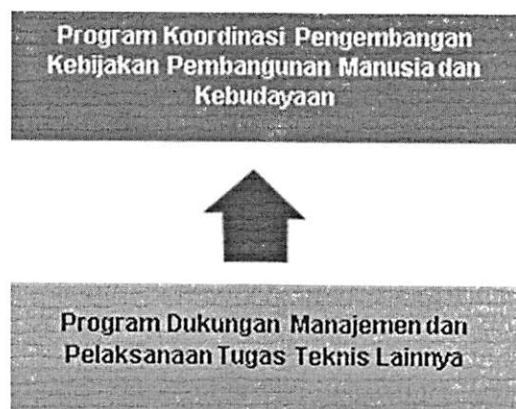 Program Koordinasi Pengembangan
Kebijakan Pembangunan Manusia dan
Kebudayaan
Program Dukungan Manajemen dan
Pelaksanaan Tugas Teknis Lainnya